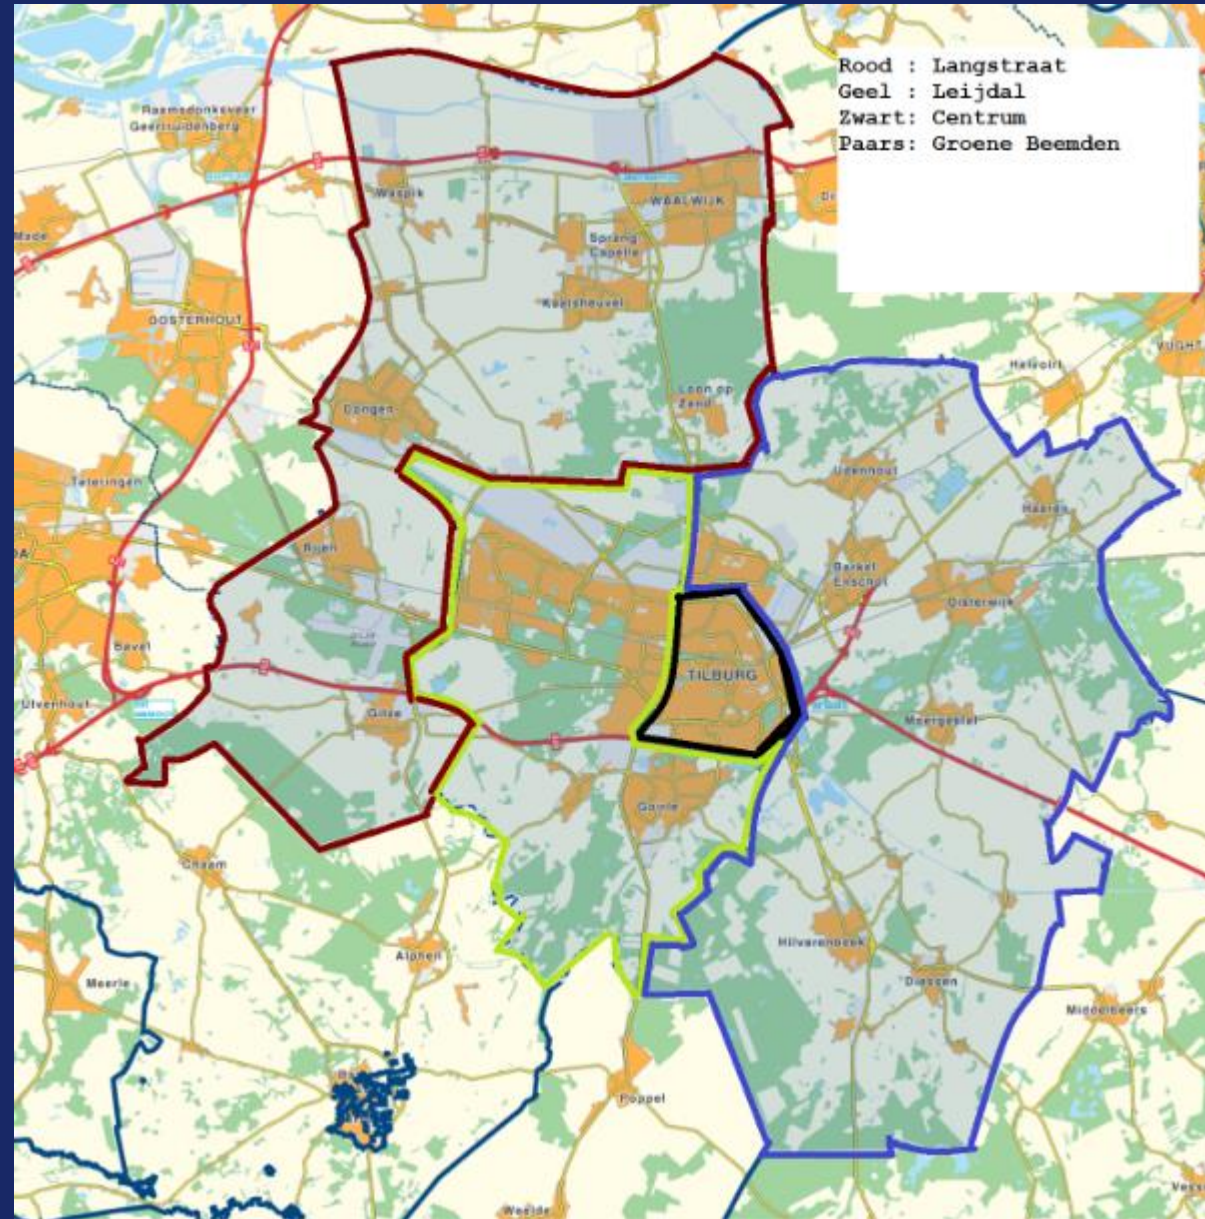 Rood : Langstraat
Geel : Leijdal
Zwart: Centrum
Paars: Groene Beemden
Raamsdonksveer
Geertruidenberg
Made
Waspik
WAALWIJK
Sprang
Capelle
Kaatsheuvel
OOSTERHOUT
VUGHT
Helvoirt
Loon op
Zand
Dongen
Udenhout
Teteringen
Haaren
Rijen
Berkel
Enschot
Oisterwijk
Bavel
TILBURG
Ulvenhout
Gilze
Moergestel
Goirle
Chaam
Hilvarenbeek
Alphen
Meerle
Diessen
Middelbeers
Poppel
Weelde